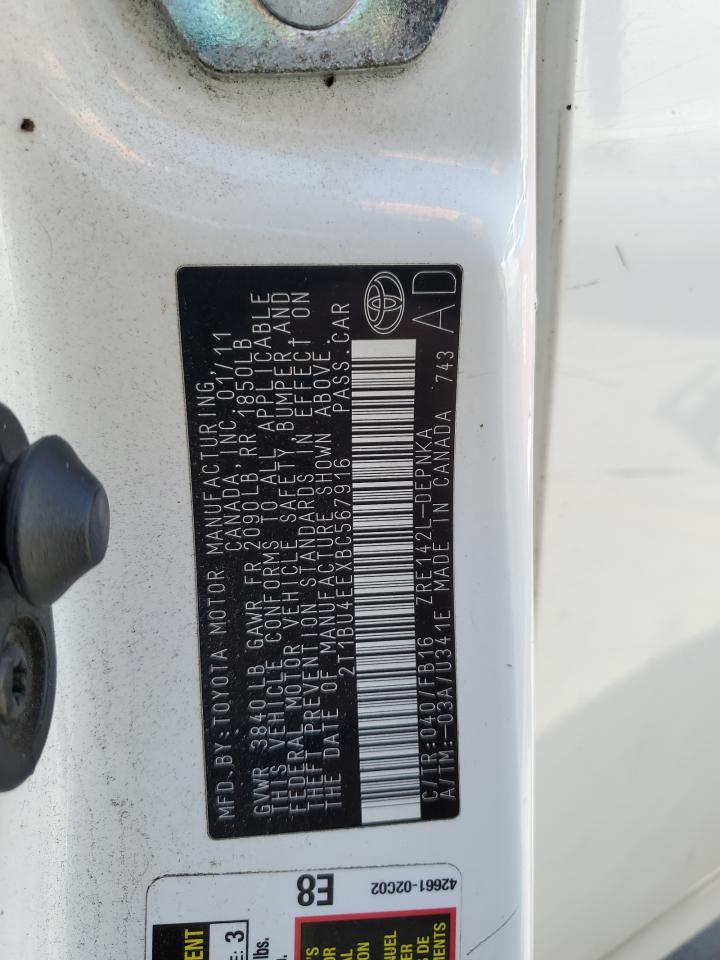 MFD.BY:TOYOTA MOTOR MANUFACTURING,
CANADA, INC. 01/11
GVWR 3840LB GAWR FR 2090LB RR 1850LB
THIS VEHICLE CONFORMS TO ALL APPLICABLE
FEDERAL MOTOR VEHICLE SAFETY, BUMPER, AND
THEFT PREVENTION STANDARDS IN EFFECT ON
THE DATE OF MANUFACTURE SHOWN ABOVE.
2T1BU4EEXBC567916 PASS.CAR
C/TR:040/FB16 ZRE142L-DEPNKA AD
A/TM:-03A/U341E MADE IN CANADA 743
E8
42661-02C02